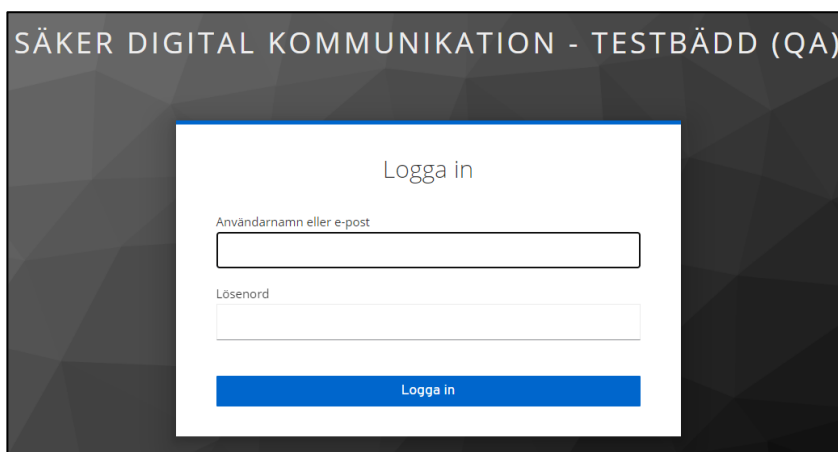 SÄKER DIGITAL KOMMUNIKATION - TESTBÄDD (QA)
Logga in
Användarnamn eller e-post
Lösenord
Logga in